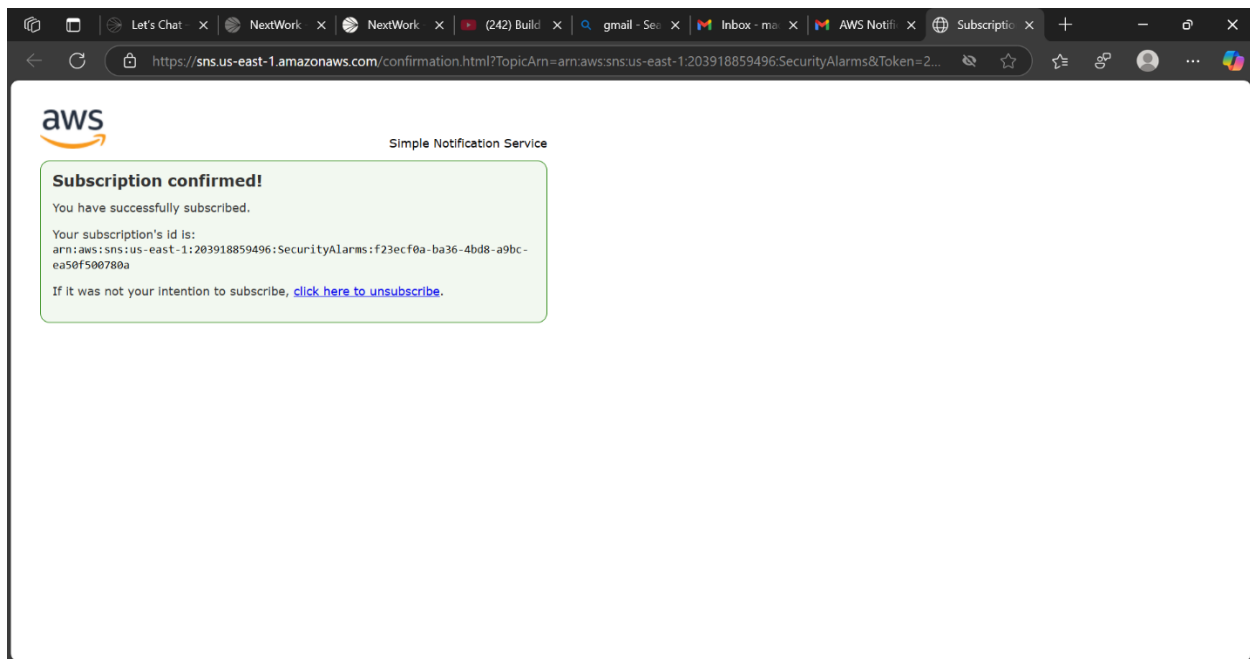 Let's Chat -
NextWork
NextWork -
(242) Build
gmail - Sea
Inbox - ma
AWS Notifi
Subscriptio
https://sns.us-east-1.amazonaws.com/confirmation.html?TopicArn=arn:aws:sns:us-east-1:203918859496:SecurityAlarms&Token=2...
aws
Simple Notification Service
Subscription confirmed!
You have successfully subscribed.
Your subscription's id is:
arn:aws:sns:us-east-1:203918859496:SecurityAlarms:f23ecf0a-ba36-4bd8-a9bc-
ea50f500780a
If it was not your intention to subscribe, click here to unsubscribe.